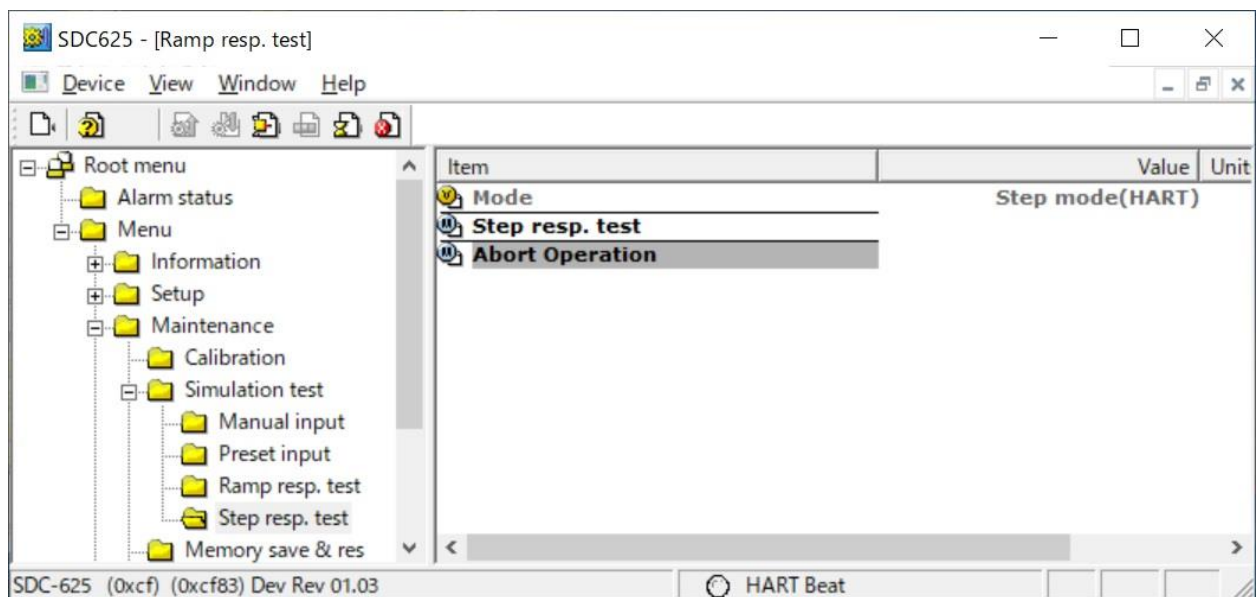 SDC625 - [Ramp resp. test]
Device View Window Help
Root menu
Alarm status
Menu
Information
Setup
Maintenance
Calibration
Simulation test
Manual input
Preset input
Ramp resp. test
Step resp. test
Memory save & res
Item Value Unit
Mode Step mode(HART)
Step resp. test
Abort Operation
SDC-625 (0xcf) (0xcf83) Dev Rev 01.03 HART Beat